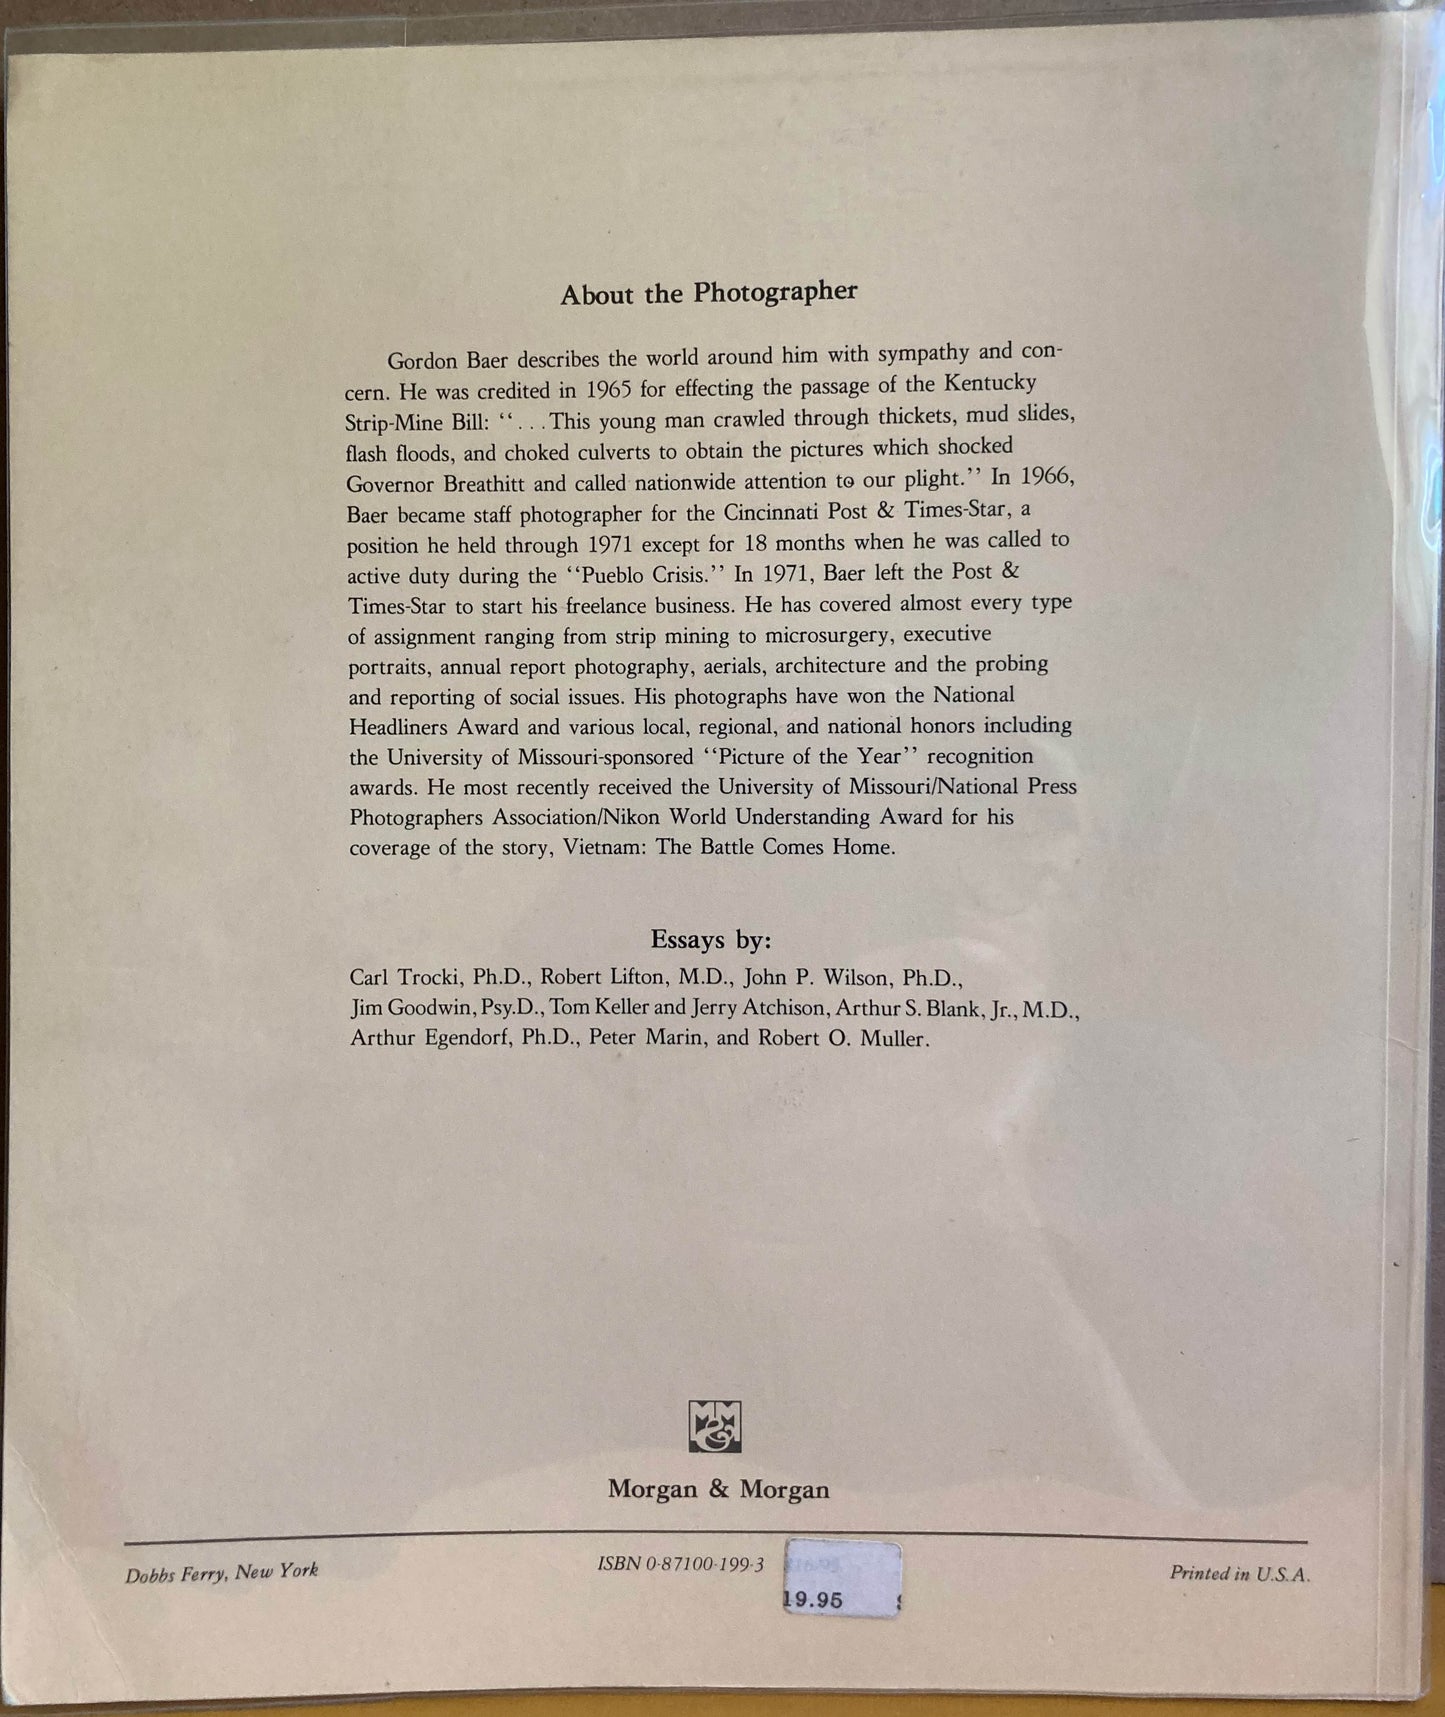 About the Photographer
Gordon Baer describes the world around him with sympathy and con-
cern. He was credited in 1965 for effecting the passage of the Kentucky
Strip-Mine Bill: ‘‘. . .This young man crawled through thickets, mud slides,
flash floods, and choked culverts to obtain the pictures which shocked
Governor Breathitt and called nationwide attention to our plight.’’ In 1966,
Baer became staff photographer for the Cincinnati Post & Times-Star, a
position he held through 1971 except for 18 months when he was called to
active duty during the ‘‘Pueblo Crisis.’’ In 1971, Baer left the Post &
Times-Star to start his freelance business. He has covered almost every type
of assignment ranging from strip mining to microsurgery, executive
portraits, annual report photography, aerials, architecture and the probing
and reporting of social issues. His photographs have won the National
Headliners Award and various local, regional, and national honors including
the University of Missouri-sponsored ‘‘Picture of the Year’’ recognition
awards. He most recently received the University of Missouri/National Press
Photographers Association/Nikon World Understanding Award for his
coverage of the story, Vietnam: The Battle Comes Home.
Essays by:
Carl Trocki, Ph.D., Robert Lifton, M.D., John P. Wilson, Ph.D.,
Jim Goodwin, Psy.D., Tom Keller and Jerry Atchison, Arthur S. Blank, Jr., M.D.,
Arthur Egendorf, Ph.D., Peter Marin, and Robert O. Muller.
MM&
Morgan & Morgan
Dobbs Ferry, New York
ISBN 0-87100-199-3
19.95
Printed in U.S.A.